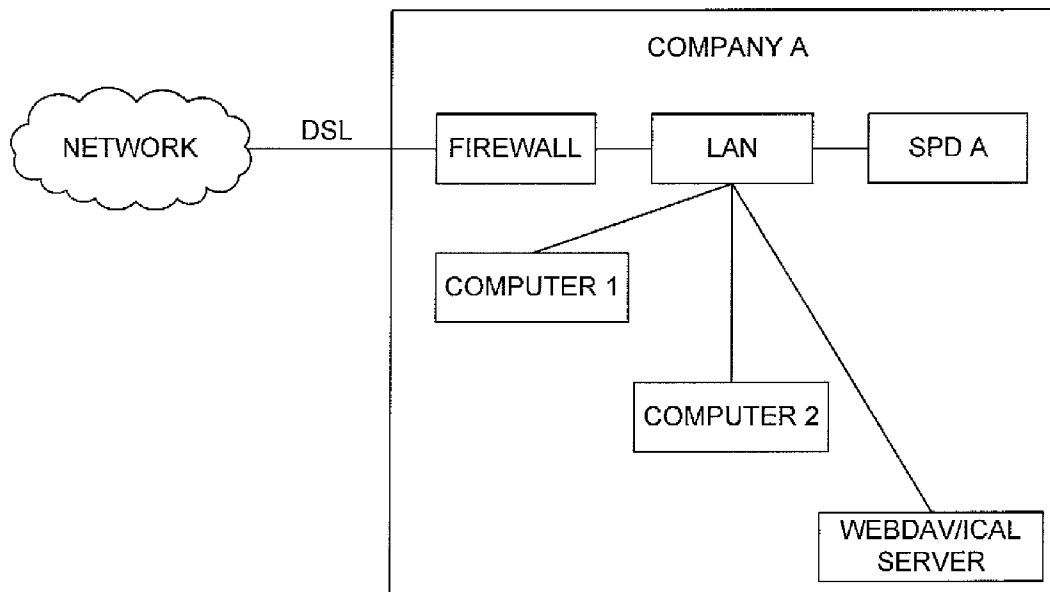 COMPANY A
NETWORK
DSL
FIREWALL
LAN
SPD A
COMPUTER 1
COMPUTER 2
WEBDAV/ICAL
SERVER